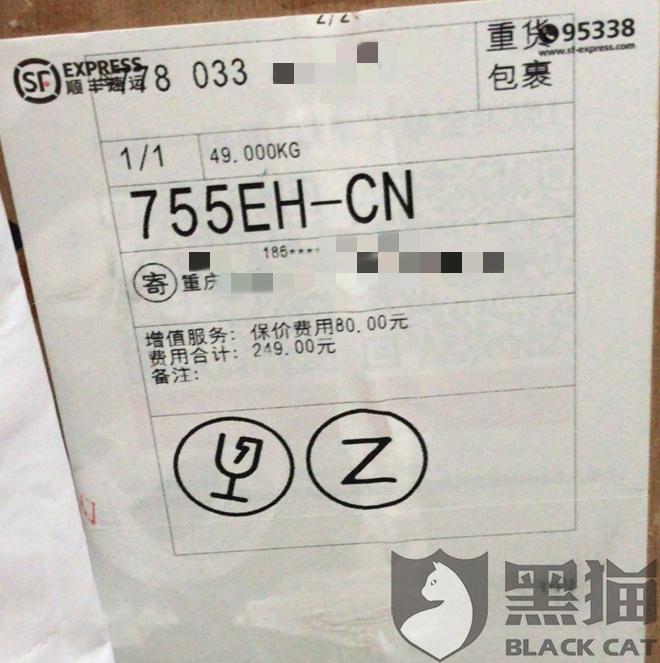 2/2
SF EXPRESS
顺丰速运
778 033
重货
包裹
95338
www.sf-express.com
1/1
49.000KG
755EH-CN
186****
寄
重庆
增值服务: 保价费用80.00元
费用合计: 249.00元
备注:
Z
黑猫
BLACK CAT